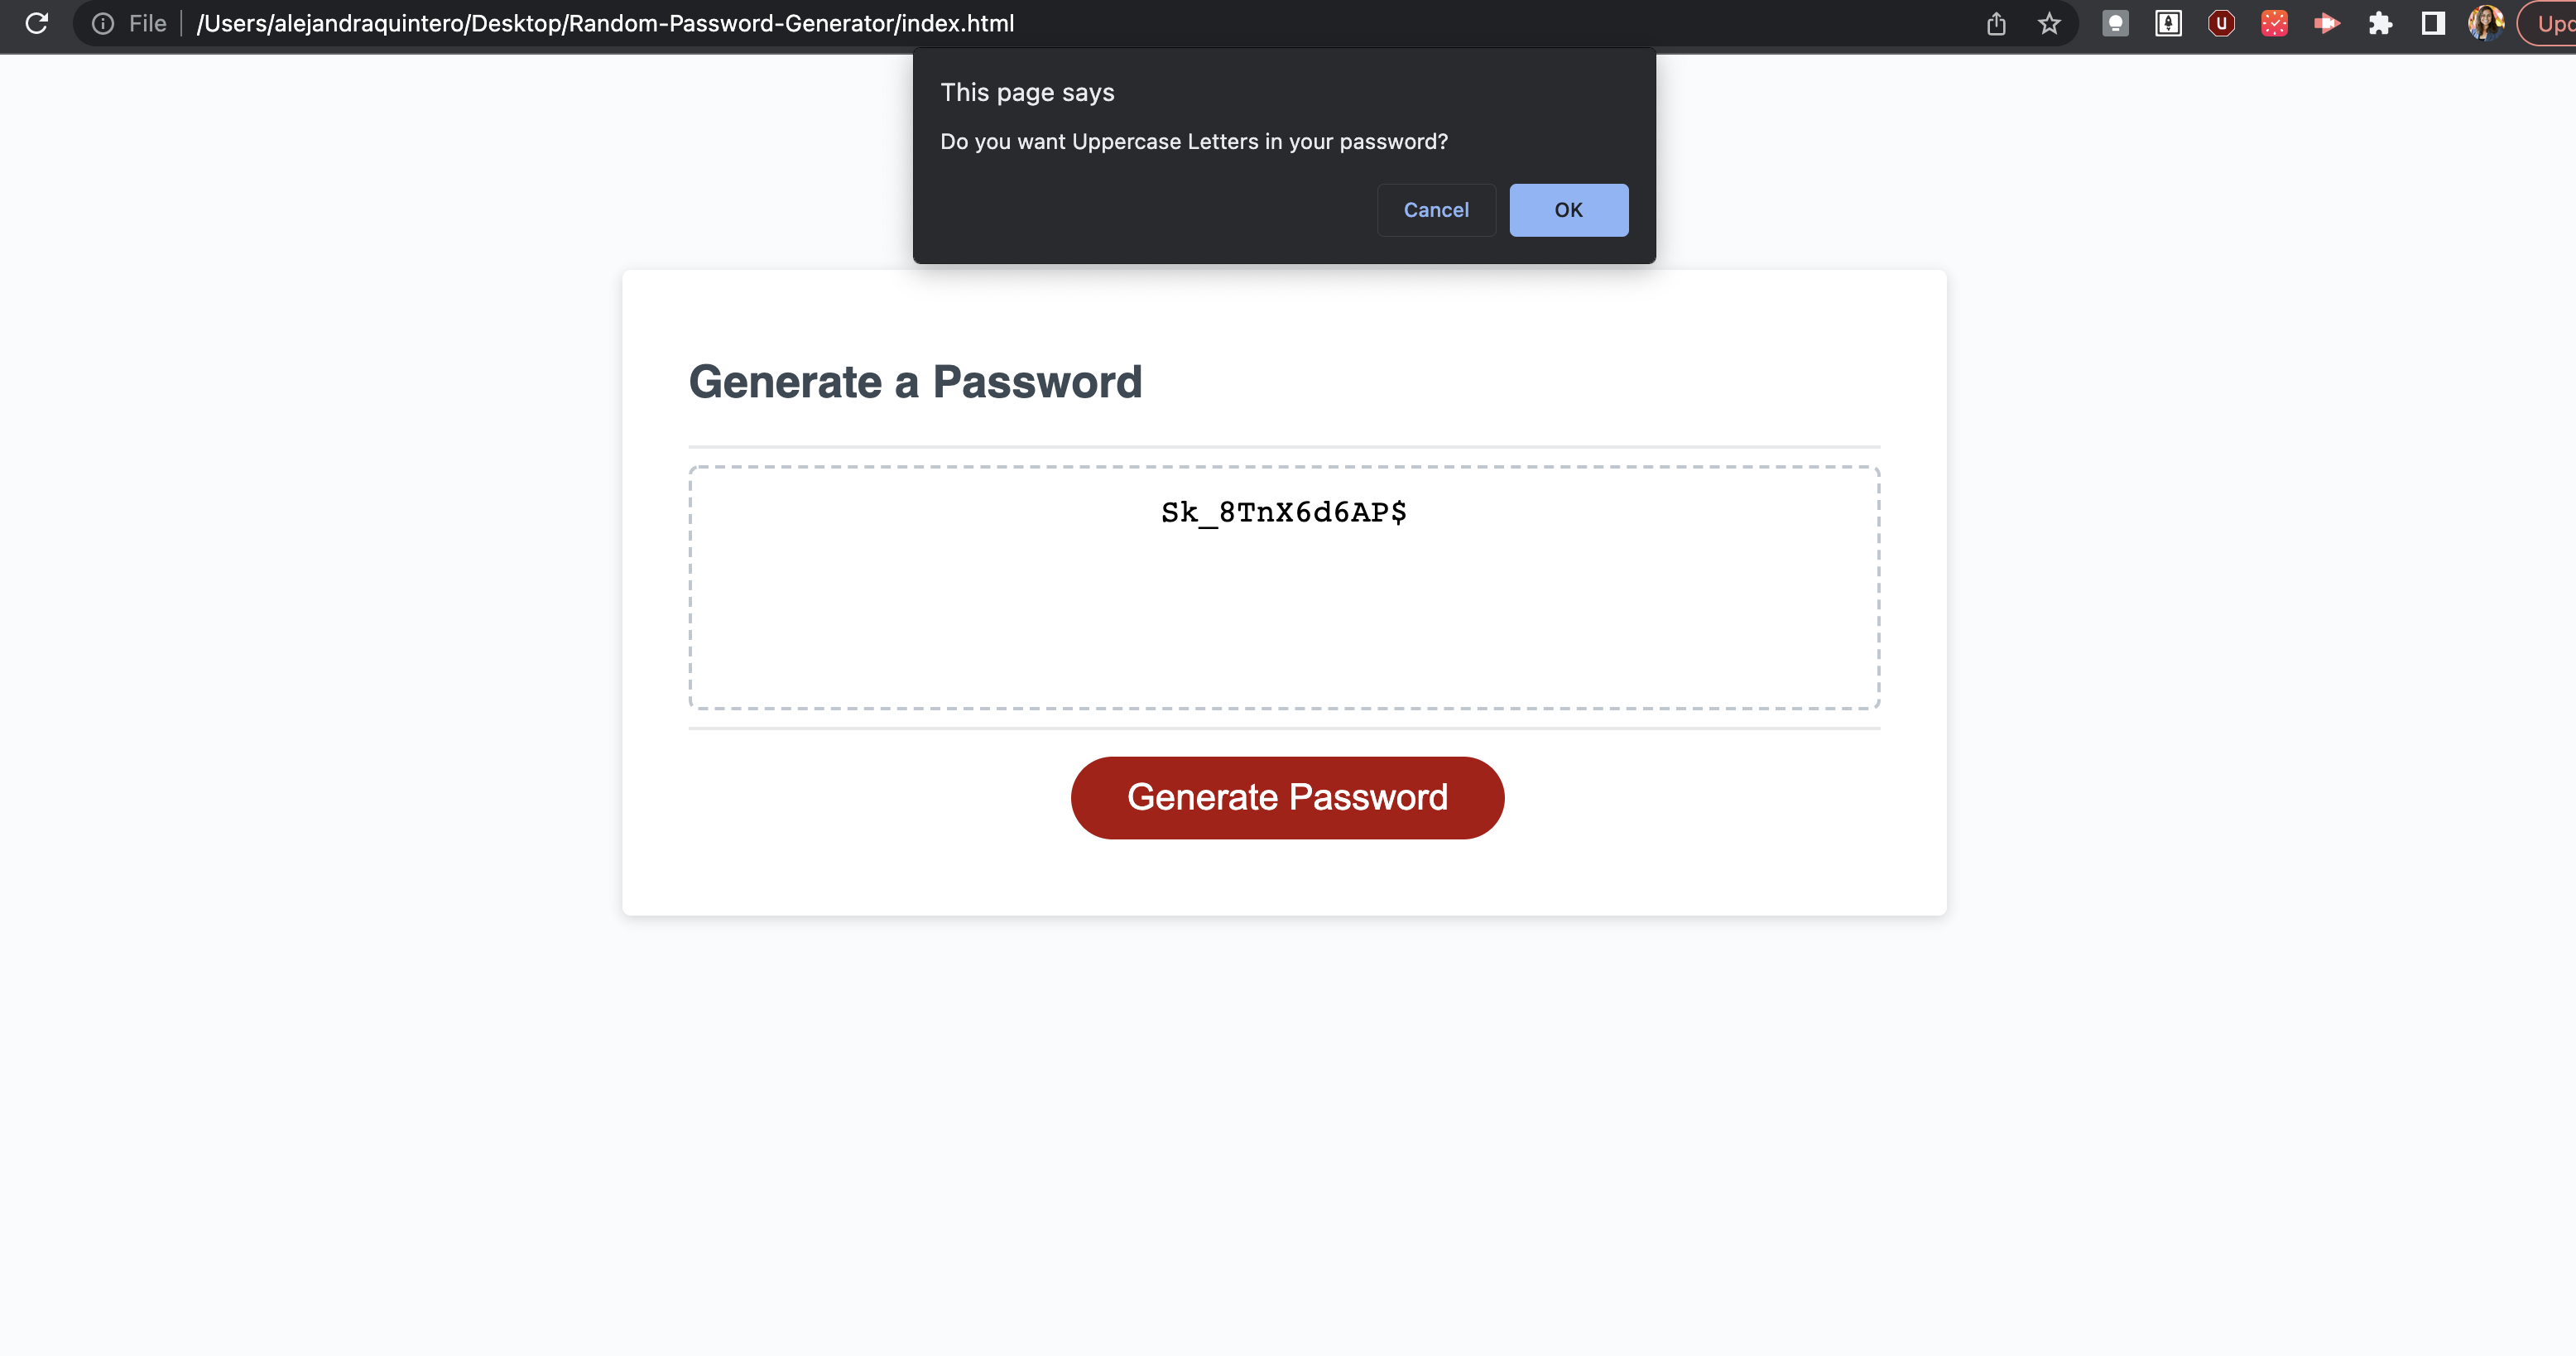 File /Users/alejandraquintero/Desktop/Random-Password-Generator/index.html
U
Upd
This page says
Do you want Uppercase Letters in your password?
Cancel OK
Generate a Password
Sk_8TnX6d6AP$
Generate Password